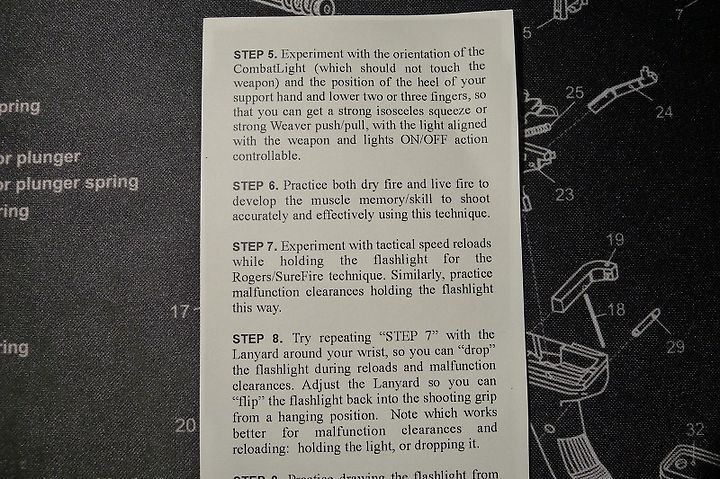 STEP 5. Experiment with the orientation of the
CombatLight (which should not touch the
weapon) and the position of the heel of your
support hand and lower two or three fingers, so
that you can get a strong isosceles squeeze or
strong Weaver push/pull, with the light aligned
with the weapon and lights ON/OFF action
controllable.
STEP 6. Practice both dry fire and live fire to
develop the muscle memory/skill to shoot
accurately and effectively using this technique.
STEP 7. Experiment with tactical speed reloads
while holding the flashlight for the
Rogers/SureFire technique. Similarly, practice
malfunction clearances holding the flashlight
this way.
STEP 8. Try repeating “STEP 7” with the
Lanyard around your wrist, so you can “drop”
the flashlight during reloads and malfunction
clearances. Adjust the Lanyard so you can
“flip” the flashlight back into the shooting grip
from a hanging position. Note which works
better for malfunction clearances and
reloading: holding the light, or dropping it.
Practice drawing the flashlight from
pring
or plunger
or plunger spring
ring
17
ring
20
5
7
25
24
23
19
18
29
32